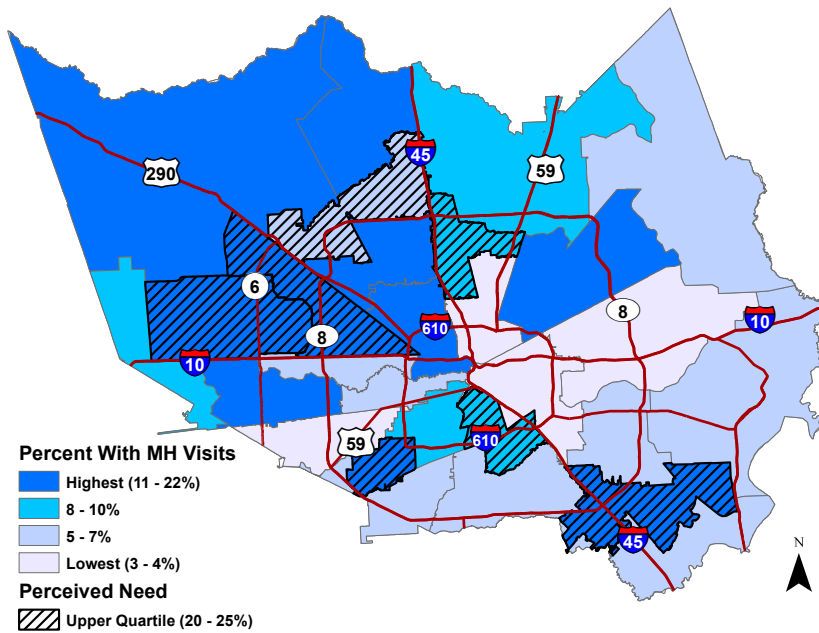 45
59
290
6
8
610
8
10
8
10
59
610
45
N
Percent With MH Visits
Highest (11 - 22%)
8 - 10%
5 - 7%
Lowest (3 - 4%)
Perceived Need
Upper Quartile (20 - 25%)